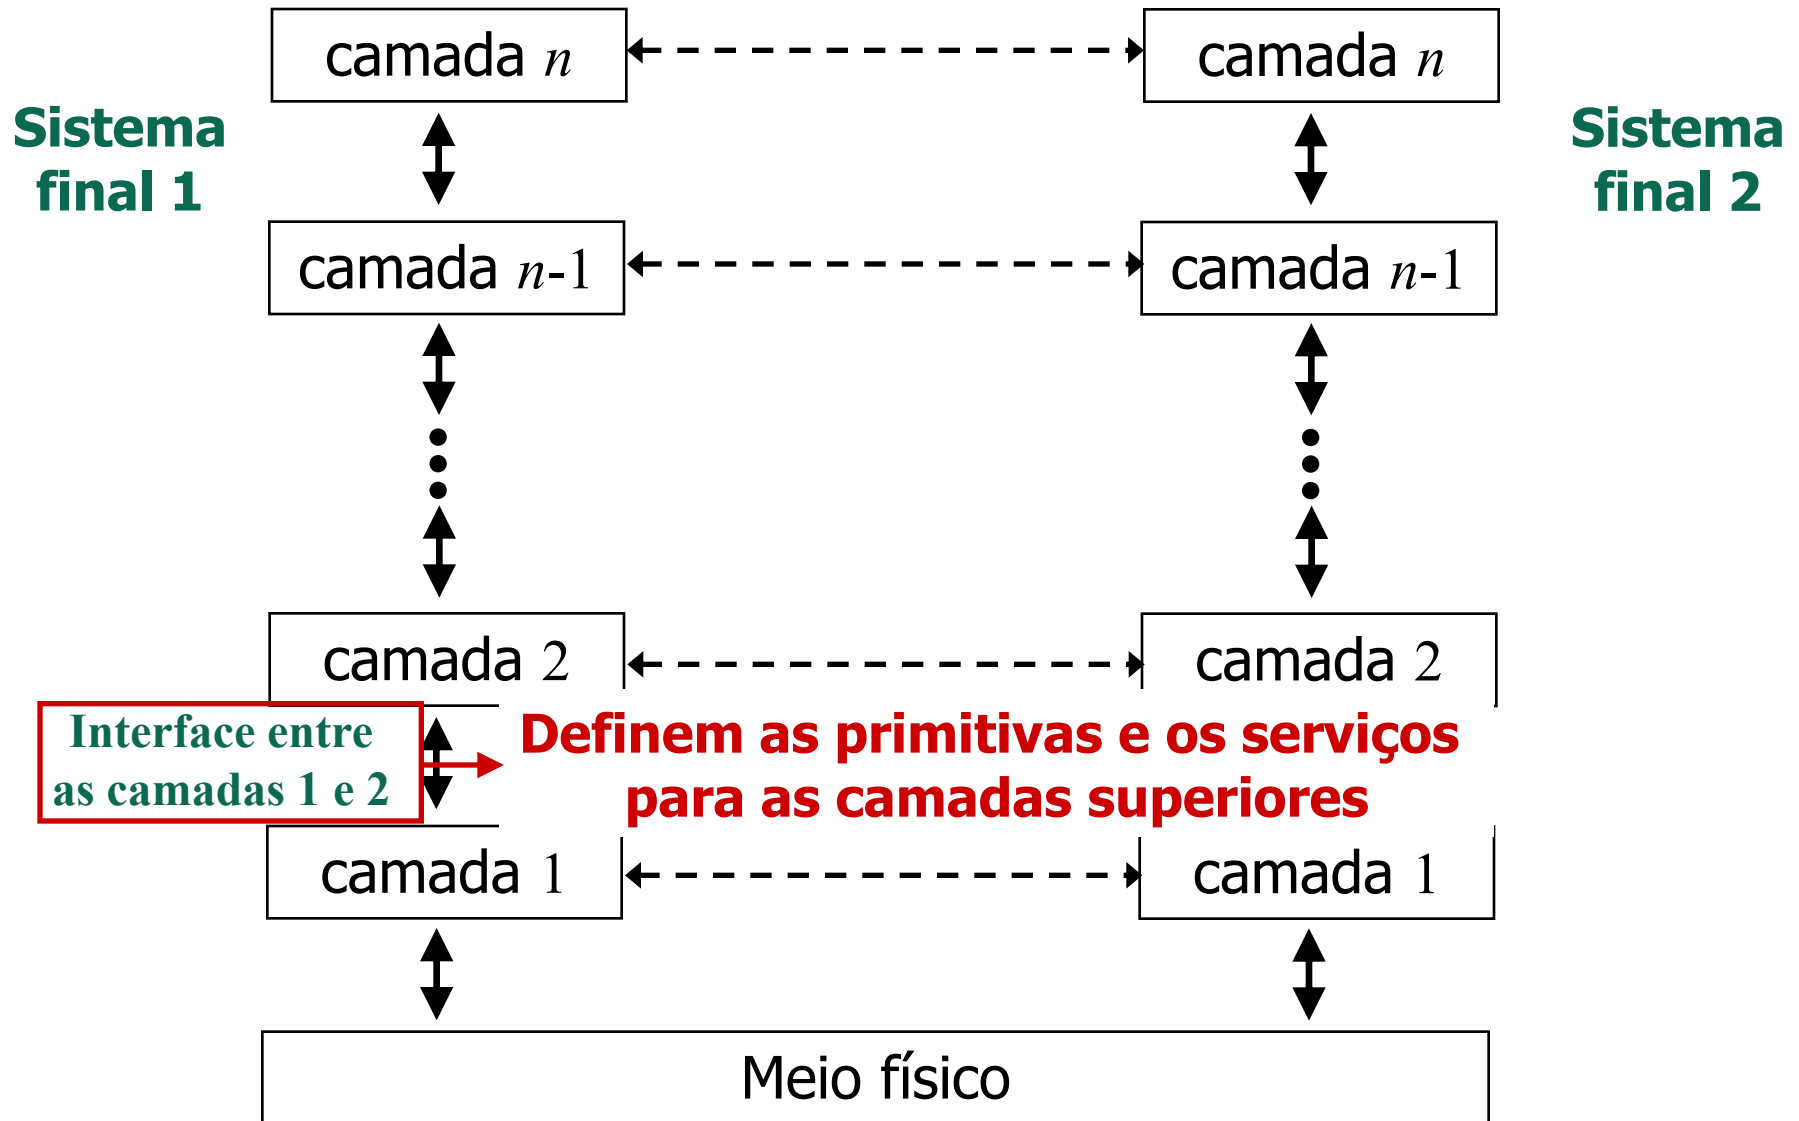 camada n
camada n
Sistema
final 1
Sistema
final 2
camada n-1
camada n-1
camada 2
camada 2
Interface entre
as camadas 1 e 2
Definem as primitivas e os serviços
para as camadas superiores
camada 1
camada 1
Meio físico